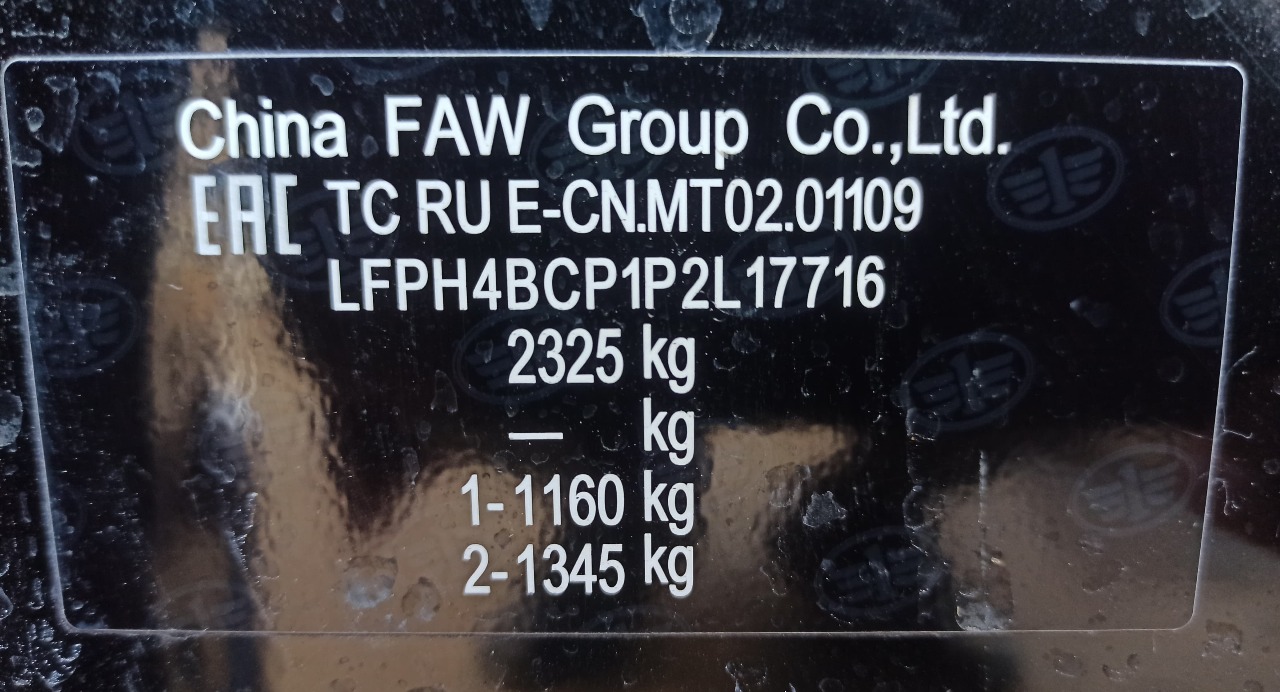 China FAW Group Co.,Ltd.
EAC TC RU E-CN.MT02.01109
LFPH4BCP1P2L17716
2325 kg
— kg
1-1160 kg
2-1345 kg